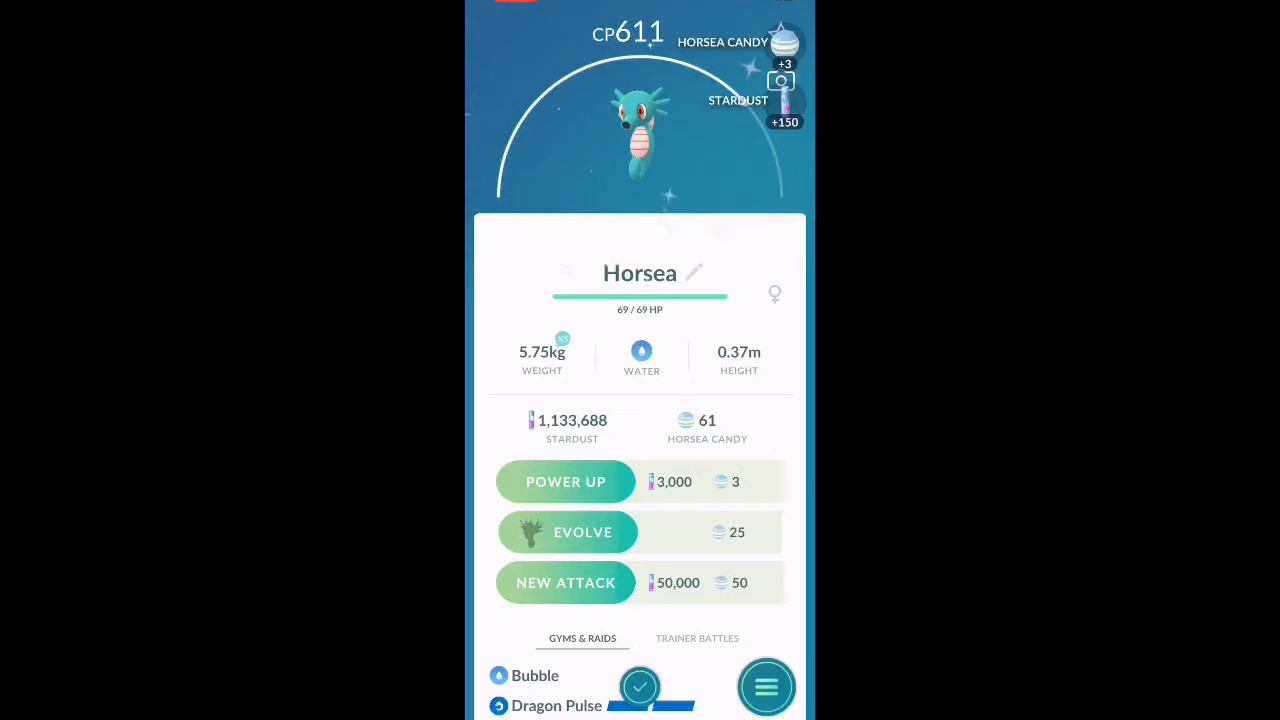 CP611
HORSEA CANDY
+3
STARDUST
+150
Horsea
69 / 69 HP
XS
5.75kg
WEIGHT
WATER
0.37m
HEIGHT
1,133,688
STARDUST
61
HORSEA CANDY
POWER UP 3,000 3
EVOLVE 25
NEW ATTACK 50,000 50
GYMS & RAIDS TRAINER BATTLES
Bubble
Dragon Pulse